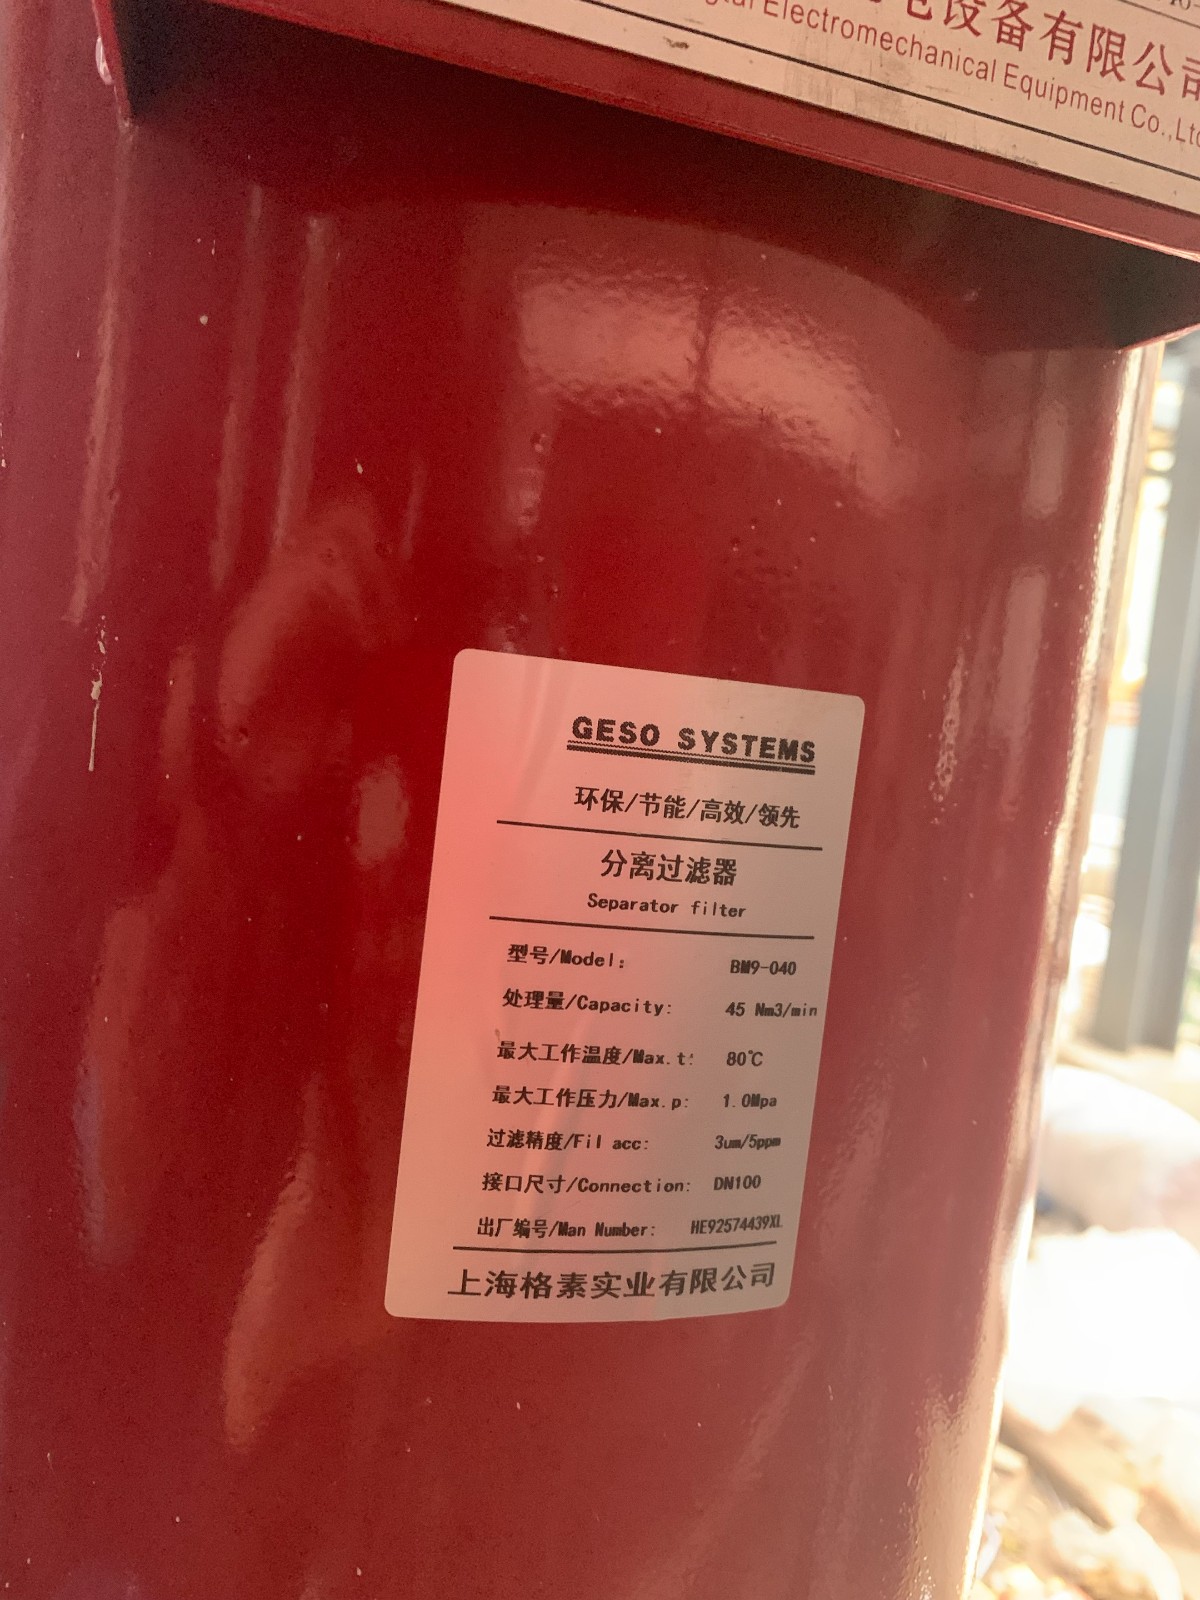 电设备有限公司
Electromechanical Equipment Co.,Ltd
GESO SYSTEMS
环保/节能/高效/领先
分离过滤器
Separator filter
型号/Model: BM9-040
处理量/Capacity: 45 Nm3/min
最大工作温度/Max.t: 80℃
最大工作压力/Max.p: 1.0Mpa
过滤精度/Fil acc: 3um/5ppm
接口尺寸/Connection: DN100
出厂编号/Man Number: HE92574439XL
上海格素实业有限公司